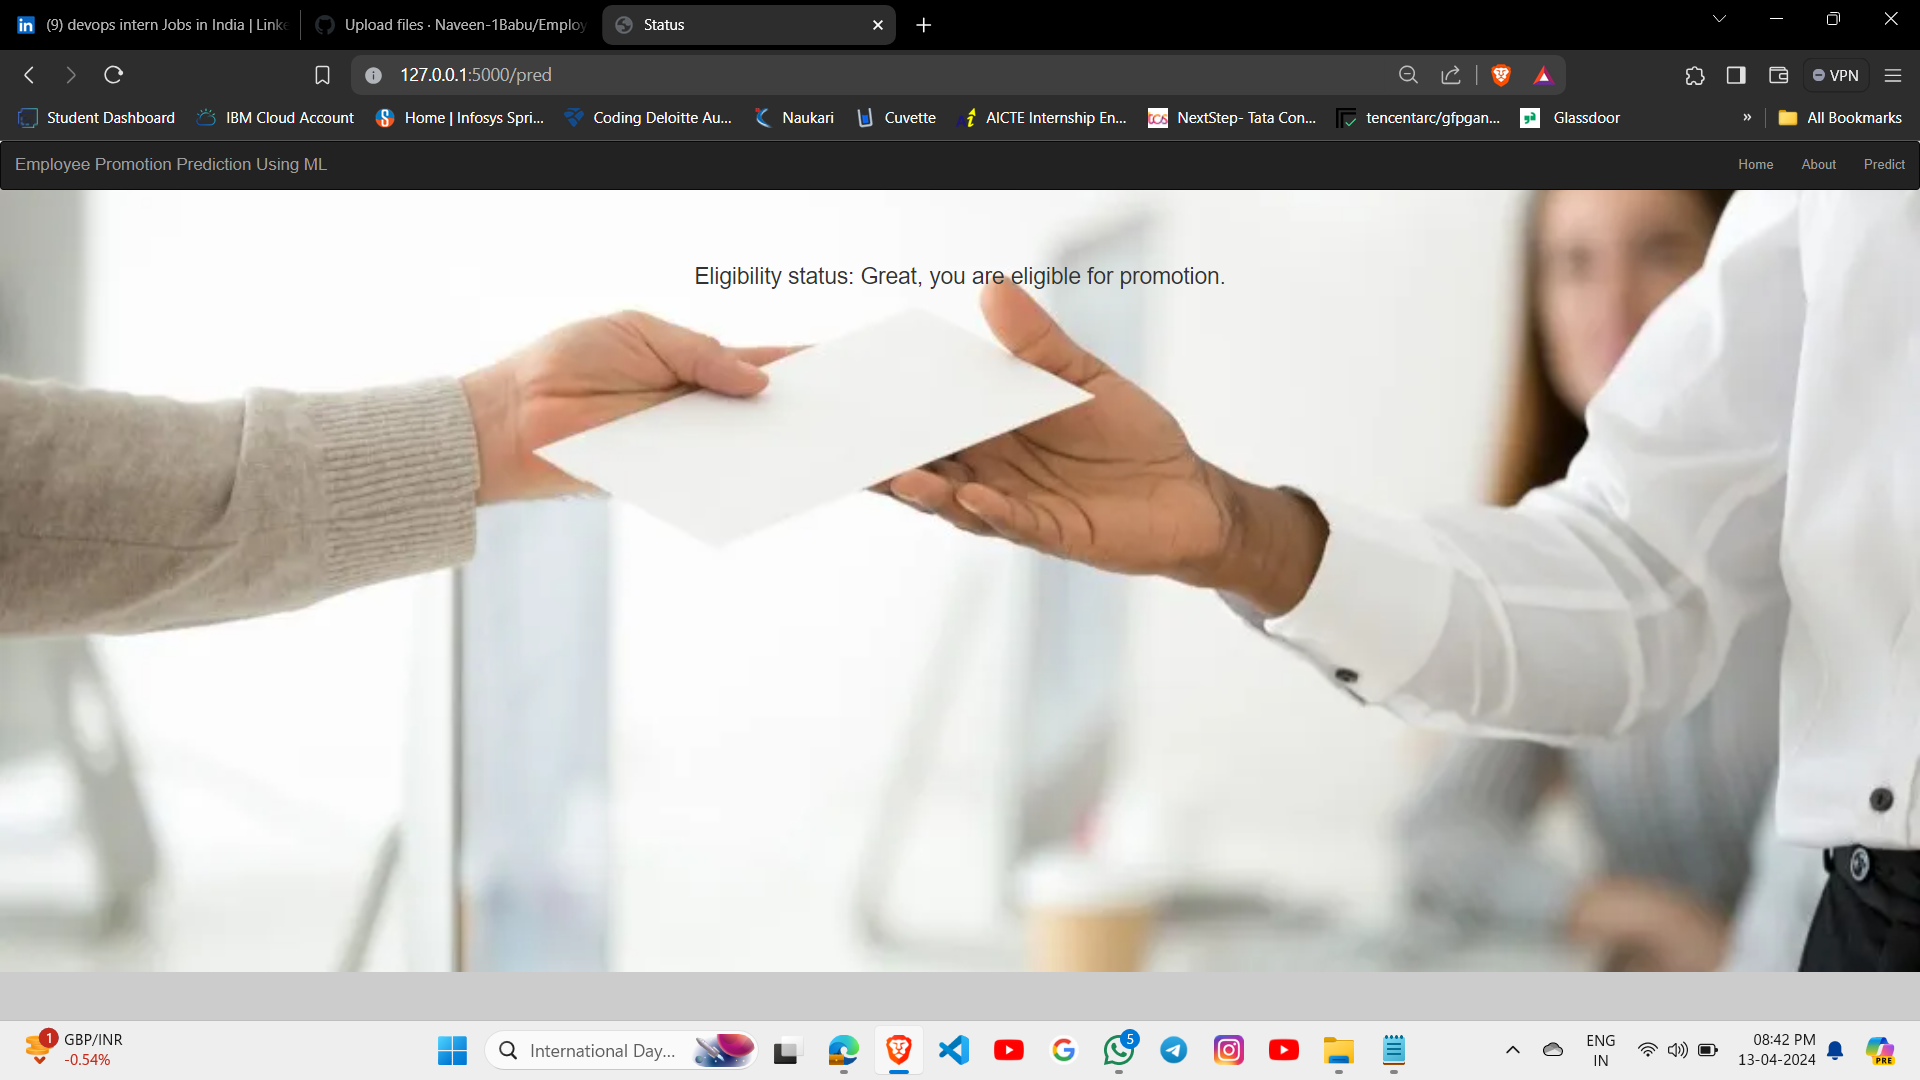 (9) devops intern Jobs in India | Linke
Upload files · Naveen-1Babu/Employ
Status
127.0.0.1:5000/pred
VPN
Student Dashboard
IBM Cloud Account
Home | Infosys Spri...
Coding Deloitte Au...
Naukari
Cuvette
AICTE Internship En...
NextStep- Tata Con...
tencentarc/gfpgan...
Glassdoor
»
All Bookmarks
Employee Promotion Prediction Using ML
Home
About
Predict
Eligibility status: Great, you are eligible for promotion.
1
GBP/INR
-0.54%
International Day...
5
ENG
IN
08:42 PM
13-04-2024
PRE